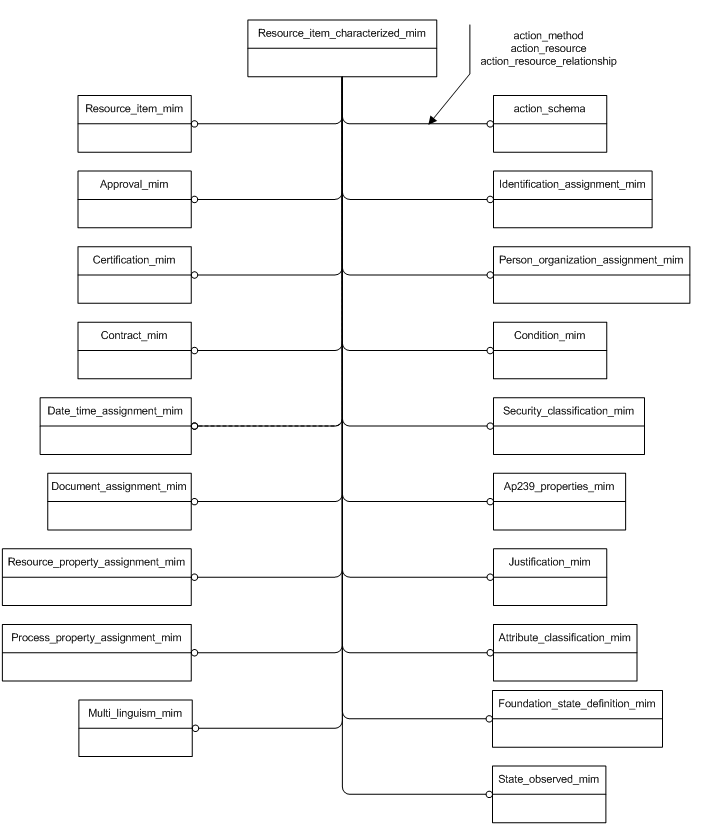 Resource_item_characterized_mim
action_method
action_resource
action_resource_relationship
Resource_item_mim
action_schema
Approval_mim
Identification_assignment_mim
Certification_mim
Person_organization_assignment_mim
Contract_mim
Condition_mim
Date_time_assignment_mim
Security_classification_mim
Document_assignment_mim
Ap239_properties_mim
Resource_property_assignment_mim
Justification_mim
Process_property_assignment_mim
Attribute_classification_mim
Multi_linguism_mim
Foundation_state_definition_mim
State_observed_mim